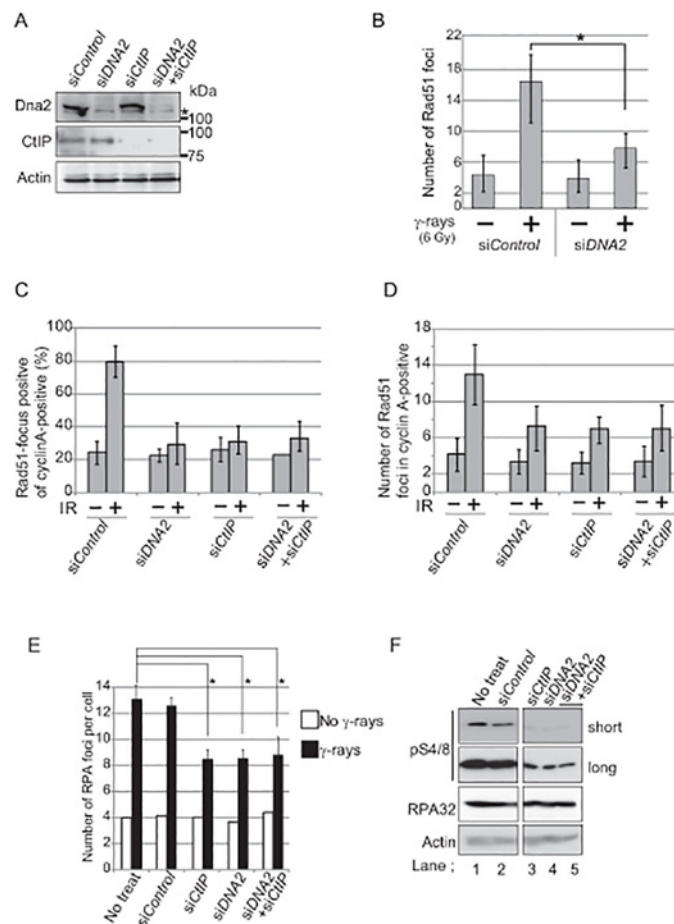 A
siControl
siDNA2
siCtIP
siDNA2
+siCtIP
kDa
Dna2
*
100
CtIP
100
75
Actin
B
Number of Rad51 foci
22
18
14
10
6
2
0
*
γ-rays
(6 Gy)
− + − +
siControl siDNA2
C
Rad51-focus positve
of cyclinA-positive (%)
100
80
60
40
20
0
IR − + − + − + − +
siControl
siDNA2
siCtIP
siDNA2
+siCtIP
D
Number of Rad51
foci in cyclin A-positive
18
14
10
6
2
0
IR − + − + − + − +
siControl
siDNA2
siCtIP
siDNA2
+siCtIP
E
Number of RPA foci per cell
14
12
10
8
6
4
2
0
* * *
No γ-rays
γ-rays
No treat
siControl
siCtIP
siDNA2
siDNA2
+siCtIP
F
No treat
siControl
siCtIP
siDNA2
siDNA2
+siCtIP
pS4/8
short
long
RPA32
Actin
Lane ; 1 2 3 4 5